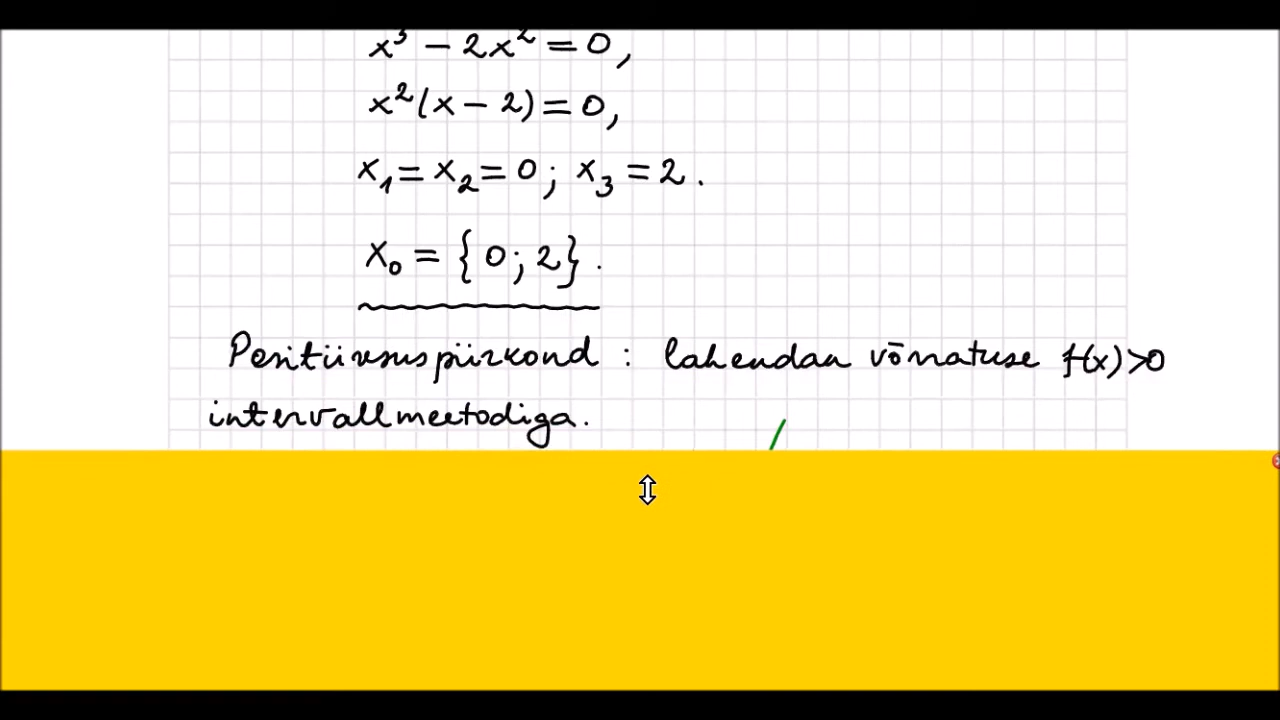 x³ − 2x² = 0,
x²(x − 2) = 0,
x₁ = x₂ = 0; x₃ = 2.
X₀ = {0; 2}.
Positiivsuspiirkond : lahendan võrratuse f(x)>0
intervallmeetodiga.